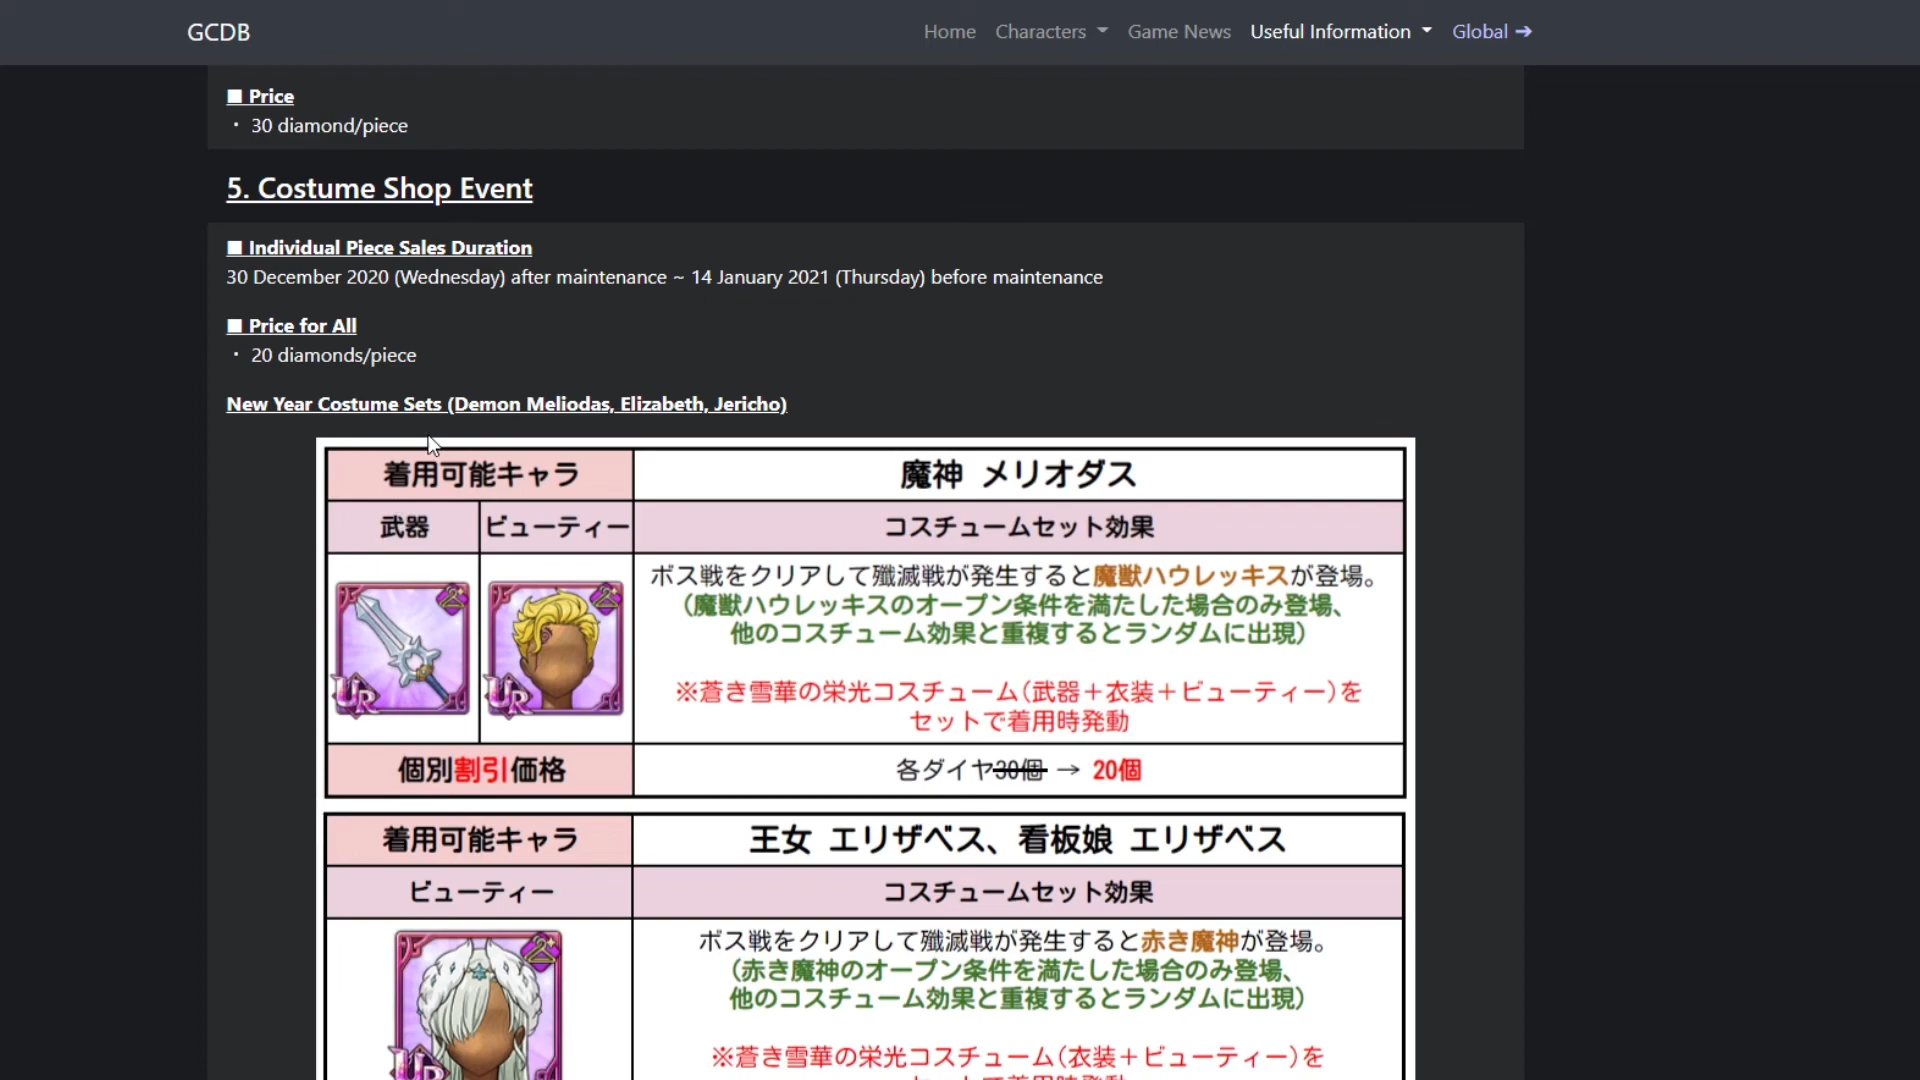 GCDB
Home Characters Game News Useful Information Global ➔
■ Price
・ 30 diamond/piece
5. Costume Shop Event
■ Individual Piece Sales Duration
30 December 2020 (Wednesday) after maintenance ~ 14 January 2021 (Thursday) before maintenance
■ Price for All
・ 20 diamonds/piece
New Year Costume Sets (Demon Meliodas, Elizabeth, Jericho)
着用可能キャラ
魔神 メリオダス
武器
ビューティー
コスチュームセット効果
UR
UR
ボス戦をクリアして殲滅戦が発生すると魔獣ハウレッキスが登場。
（魔獣ハウレッキスのオープン条件を満たした場合のみ登場、
他のコスチューム効果と重複するとランダムに出現）
※蒼き雪華の栄光コスチューム（武器＋衣装＋ビューティー）を
セットで着用時発動
個別割引価格
各ダイヤ30個 → 20個
着用可能キャラ
王女 エリザベス、看板娘 エリザベス
ビューティー
コスチュームセット効果
UR
ボス戦をクリアして殲滅戦が発生すると赤き魔神が登場。
（赤き魔神のオープン条件を満たした場合のみ登場、
他のコスチューム効果と重複するとランダムに出現）
※蒼き雪華の栄光コスチューム（衣装＋ビューティー）を